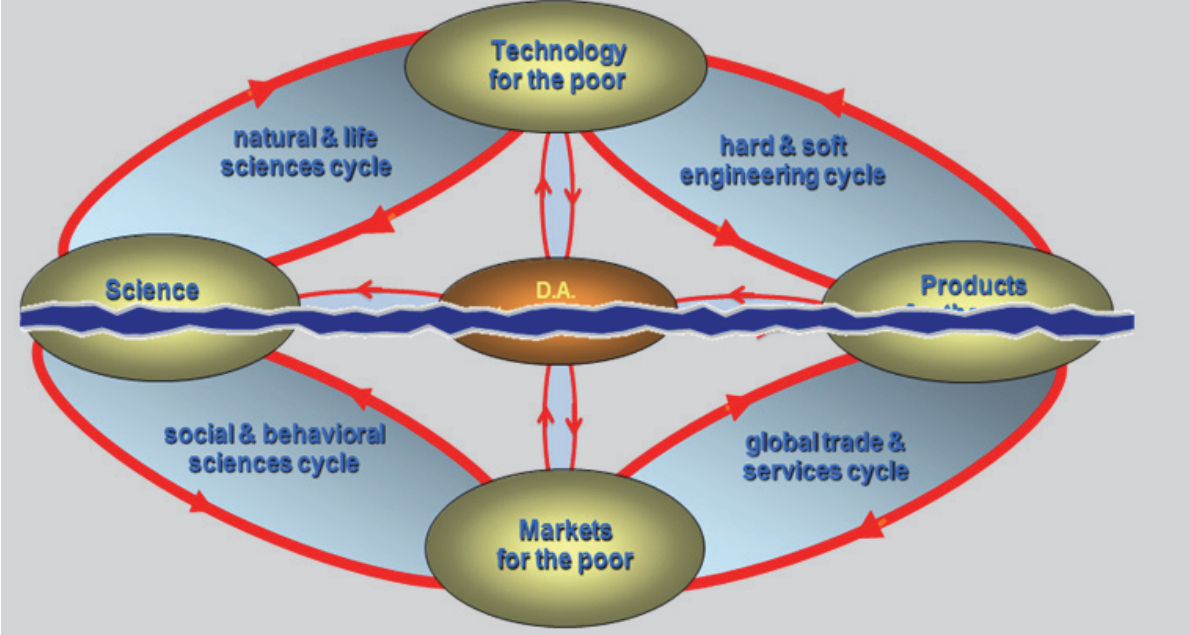 Technology
for the poor
natural & life
sciences cycle
hard & soft
engineering cycle
Science
D.A.
Products
social & behavioral
sciences cycle
global trade &
services cycle
Markets
for the poor